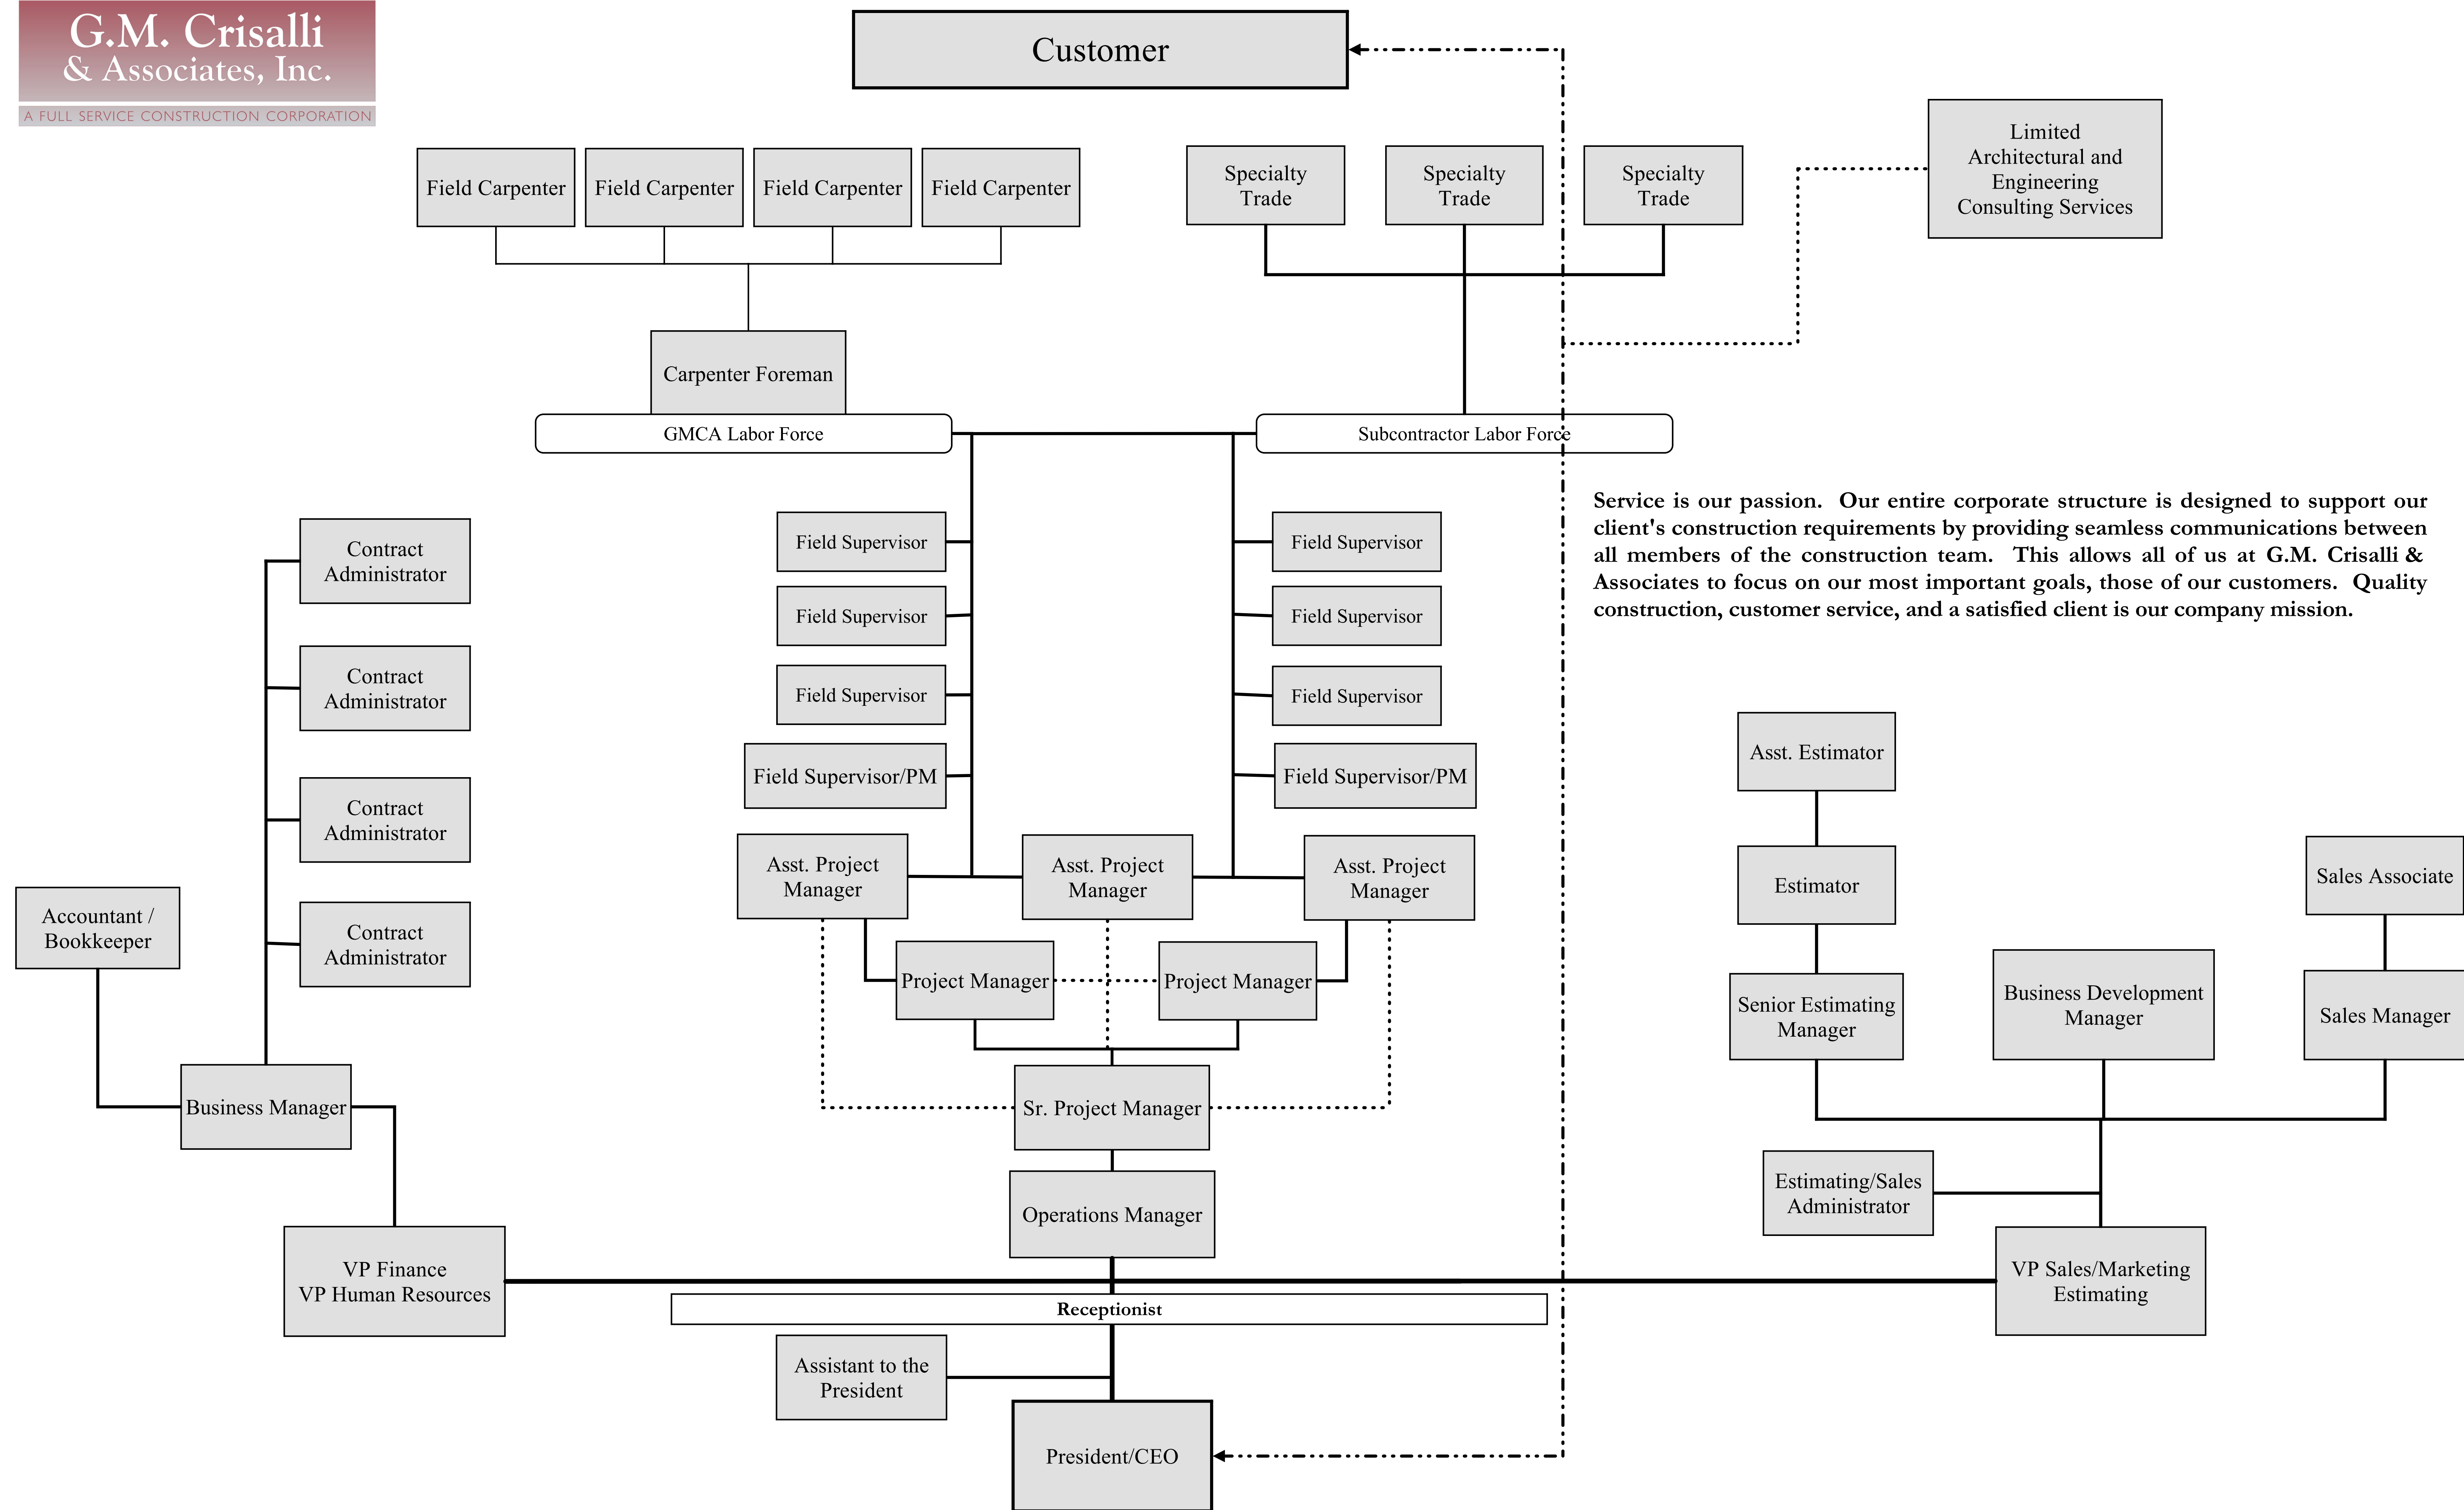 G.M. Crisalli
& Associates, Inc.
A FULL SERVICE CONSTRUCTION CORPORATION
Customer
Limited
Architectural and
Engineering
Consulting Services
Field Carpenter
Field Carpenter
Field Carpenter
Field Carpenter
Specialty
Trade
Specialty
Trade
Specialty
Trade
Carpenter Foreman
GMCA Labor Force
Subcontractor Labor Force
Service is our passion. Our entire corporate structure is designed to support our
client's construction requirements by providing seamless communications between
all members of the construction team. This allows all of us at G.M. Crisalli &
Associates to focus on our most important goals, those of our customers. Quality
construction, customer service, and a satisfied client is our company mission.
Contract
Administrator
Contract
Administrator
Contract
Administrator
Contract
Administrator
Accountant /
Bookkeeper
Business Manager
VP Finance
VP Human Resources
Field Supervisor
Field Supervisor
Field Supervisor
Field Supervisor
Field Supervisor
Field Supervisor
Field Supervisor/PM
Field Supervisor/PM
Asst. Project
Manager
Asst. Project
Manager
Asst. Project
Manager
Project Manager
Project Manager
Sr. Project Manager
Operations Manager
Receptionist
Assistant to the
President
President/CEO
Asst. Estimator
Estimator
Senior Estimating
Manager
Business Development
Manager
Sales Associate
Sales Manager
Estimating/Sales
Administrator
VP Sales/Marketing
Estimating